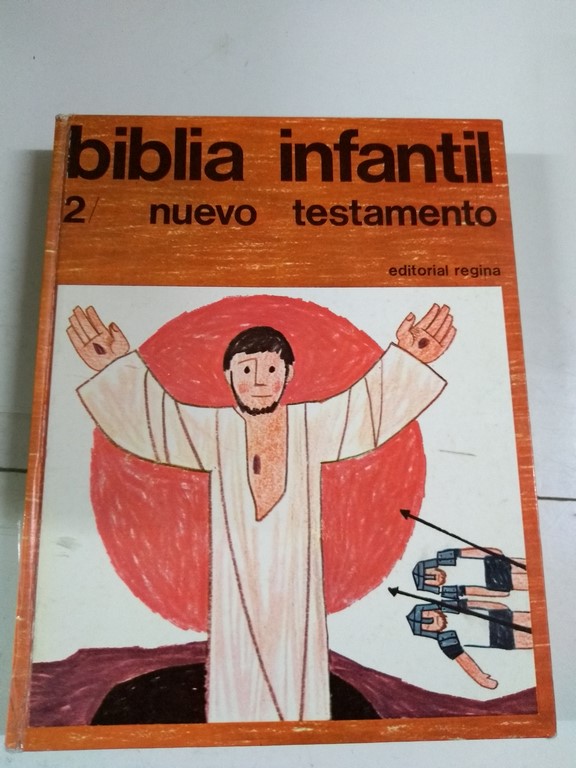 biblia infantil
2/ nuevo testamento
editorial regina